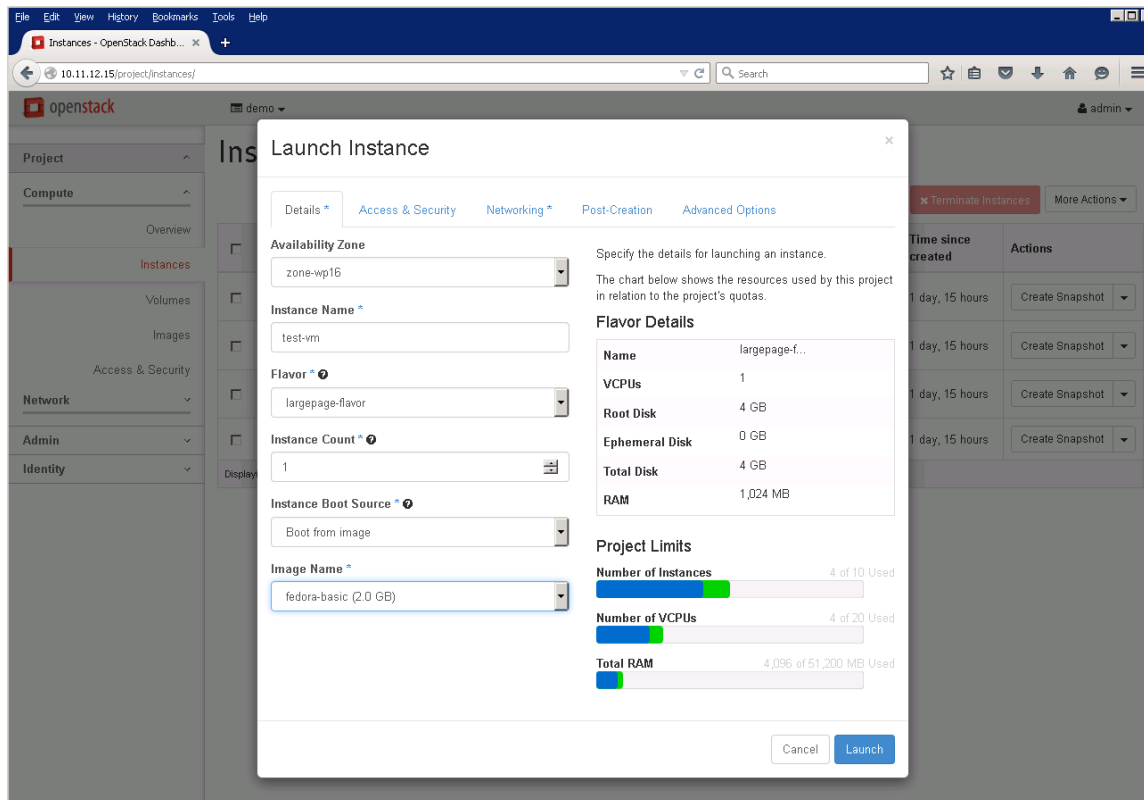 File Edit View History Bookmarks Tools Help
Instances - OpenStack Dashb... × +
10.11.12.15/project/instances/ Search
openstack demo admin
Project
Compute
Overview
Instances
Volumes
Images
Access & Security
Network
Admin
Identity
Ins
Terminate Instances More Actions
Time since created Actions
1 day, 15 hours Create Snapshot
1 day, 15 hours Create Snapshot
1 day, 15 hours Create Snapshot
1 day, 15 hours Create Snapshot
Display
Launch Instance ×
Details * Access & Security Networking * Post-Creation Advanced Options
Availability Zone
zone-wp16
Instance Name *
test-vm
Flavor * ?
largepage-flavor
Instance Count * ?
1
Instance Boot Source * ?
Boot from image
Image Name *
fedora-basic (2.0 GB)
Specify the details for launching an instance.
The chart below shows the resources used by this project
in relation to the project's quotas.
Flavor Details
Name largepage-f...
VCPUs 1
Root Disk 4 GB
Ephemeral Disk 0 GB
Total Disk 4 GB
RAM 1,024 MB
Project Limits
Number of Instances 4 of 10 Used
Number of VCPUs 4 of 20 Used
Total RAM 4,096 of 51,200 MB Used
Cancel Launch